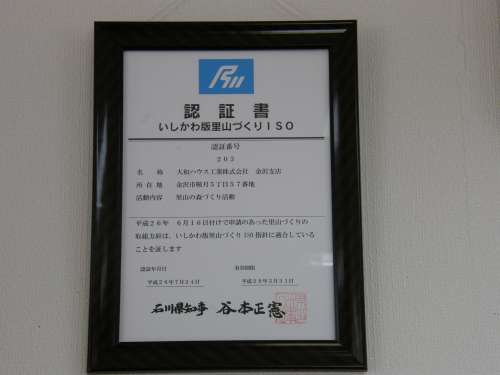 認証書
いしかわ版里山づくりISO
認証番号
203
名 称 大和ハウス工業株式会社 金沢支店
所在地 金沢市鞍月5丁目57番地
活動内容 里山の森づくり活動
平成26年 6月16日付けで申請のあった里山づくりの
取組方針は、いしかわ版里山づくりISO指針に適合している
ことを証します
認証年月日 有効期限
平成26年7月24日 平成29年3月31日
石川県知事 谷本正憲